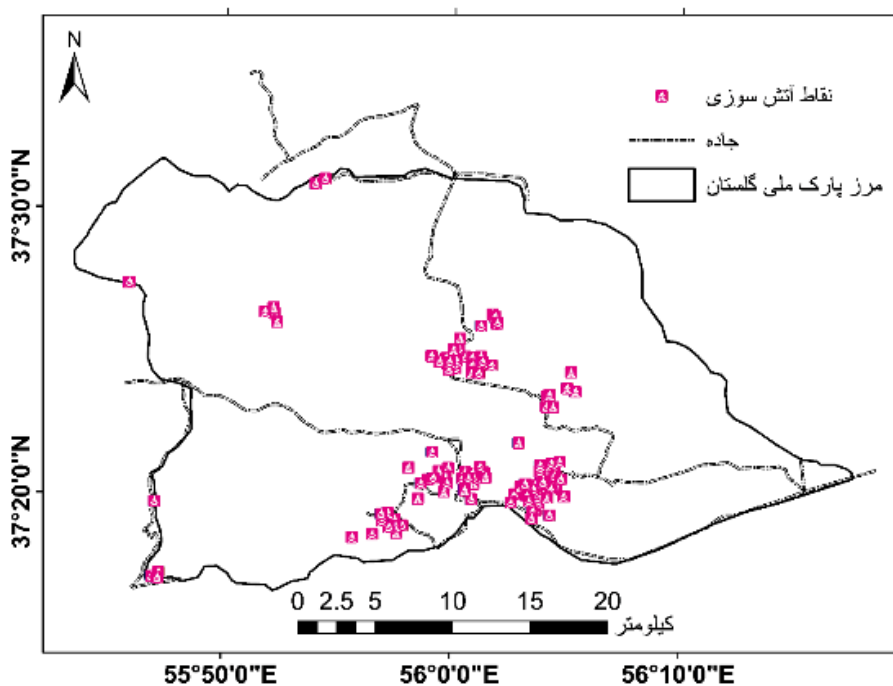 N
نقاط آتش سوزی
جاده
مرز پارک ملی گلستان
37°30'0"N
37°20'0"N
0 2.5 5 10 15 20
کیلومتر
55°50'0"E 56°0'0"E 56°10'0"E